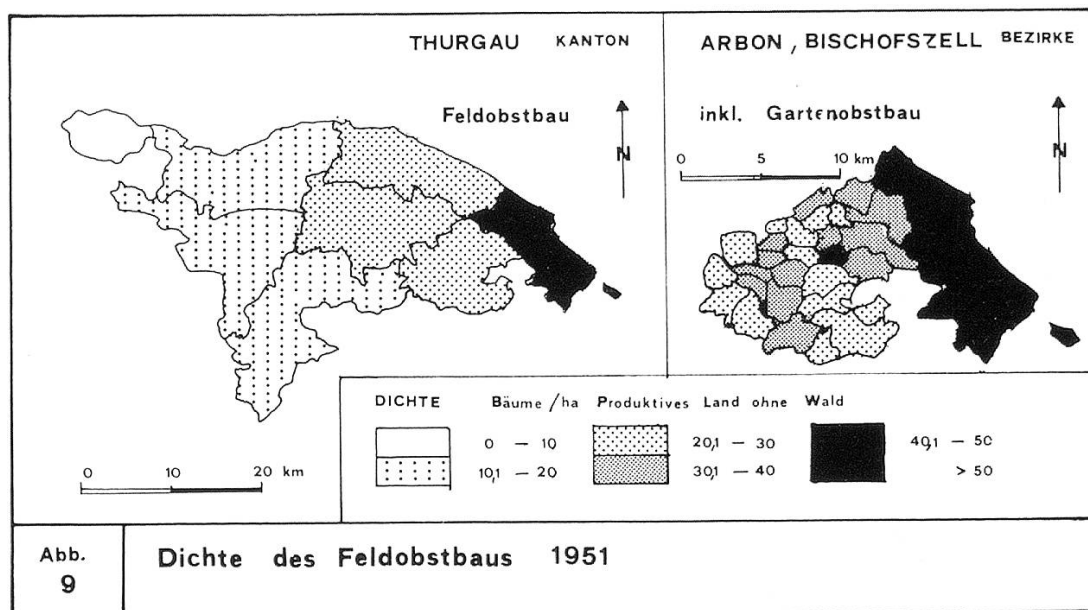 THURGAU KANTON
Feldobstbau
N
0 10 20 km
ARBON, BISCHOFSZELL BEZIRKE
inkl. Gartenobstbau
N
0 5 10 km
DICHTE Bäume/ha Produktives Land ohne Wald
0 – 10
10,1 – 20
20,1 – 30
30,1 – 40
40,1 – 50
> 50
Abb.
9
Dichte des Feldobstbaus 1951